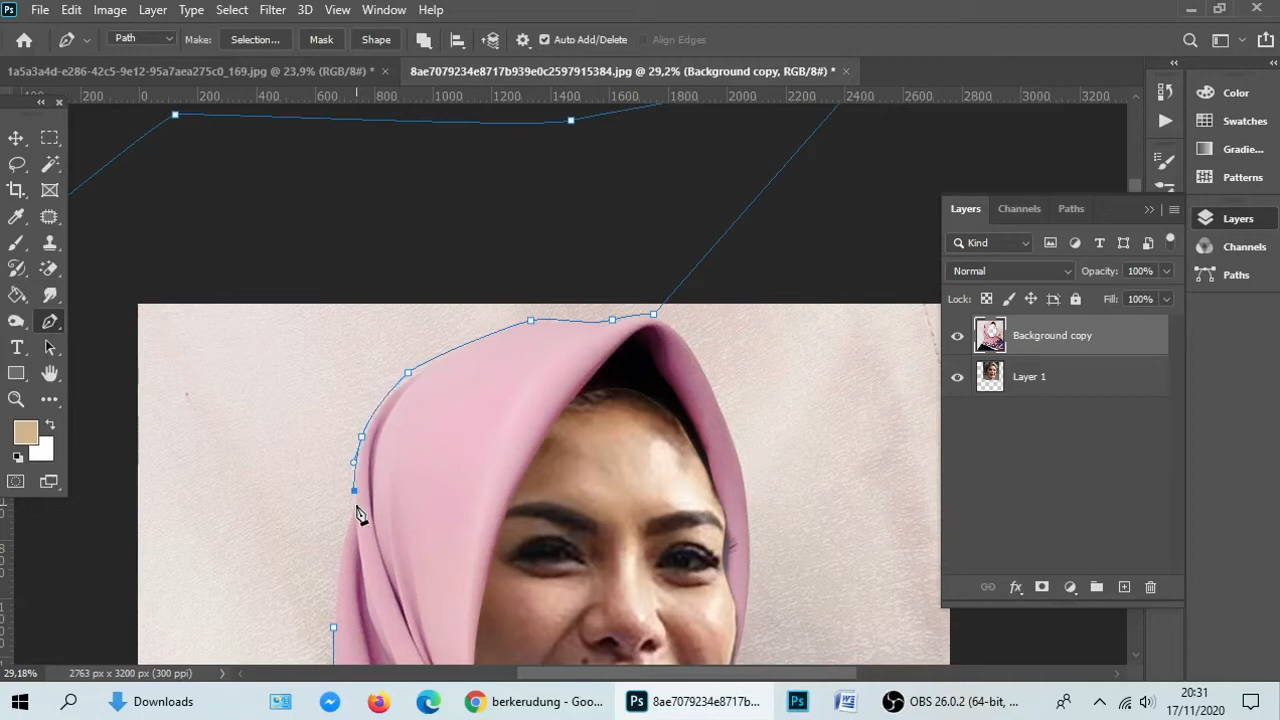 Ps File Edit Image Layer Type Select Filter 3D View Window Help
Path Make: Selection... Mask Shape Auto Add/Delete Align Edges
1a5a3a4d-e286-42c5-9e12-95a7aea275c0_169.jpg @ 23,9% (RGB/8#) * × 8ae7079234e8717b939e0c2597915384.jpg @ 29,2% (Background copy, RGB/8#) * ×
200 0 200 400 600 800 1000 1200 1400 1600 1800 2000 2200 2400 2600 2800 3000 3200
Color
Swatches
Gradie...
Patterns
Layers
Channels
Paths
Layers Channels Paths
Kind
Normal Opacity: 100%
Lock: Fill: 100%
Background copy
Layer 1
fx
29,18% 2763 px x 3200 px (300 ppi)
Downloads berkerudung - Goo... Ps 8ae7079234e8717b... Ps OBS 26.0.2 (64-bit, ... 20:31
17/11/2020